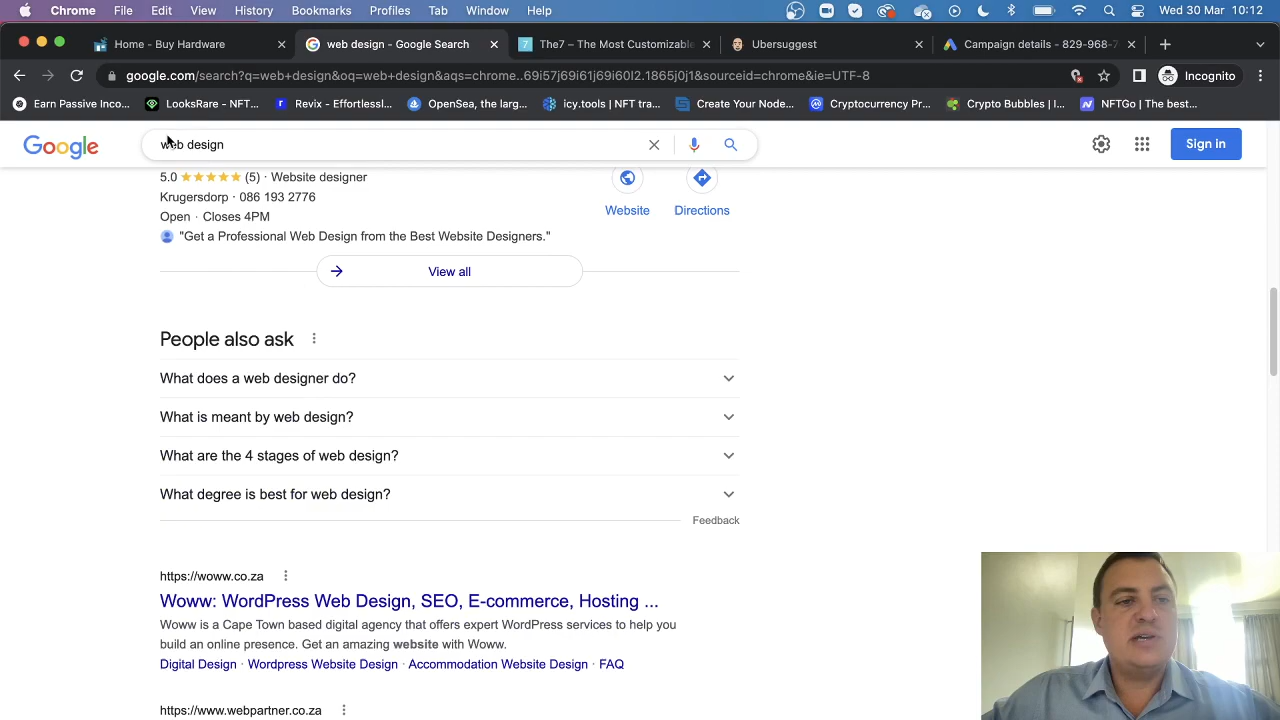 Chrome File Edit View History Bookmarks Profiles Tab Window Help Wed 30 Mar 10:12
Home - Buy Hardware web design - Google Search The7 – The Most Customizable Ubersuggest Campaign details - 829-968-7
google.com/search?q=web+design&oq=web+design&aqs=chrome..69i57j69i61j69i60l2.1865j0j1&sourceid=chrome&ie=UTF-8 Incognito
Earn Passive Inco... LooksRare - NFT... Revix - Effortlessl... OpenSea, the larg... icy.tools | NFT tra... Create Your Node... Cryptocurrency Pr... Crypto Bubbles | I... NFTGo | The best...
Google web design Sign in
5.0 (5) · Website designer
Krugersdorp · 086 193 2776
Open · Closes 4PM
Website Directions
"Get a Professional Web Design from the Best Website Designers."
View all
People also ask
What does a web designer do?
What is meant by web design?
What are the 4 stages of web design?
What degree is best for web design?
Feedback
https://woww.co.za
Woww: WordPress Web Design, SEO, E-commerce, Hosting ...
Woww is a Cape Town based digital agency that offers expert WordPress services to help you
build an online presence. Get an amazing website with Woww.
Digital Design · Wordpress Website Design · Accommodation Website Design · FAQ
https://www.webpartner.co.za